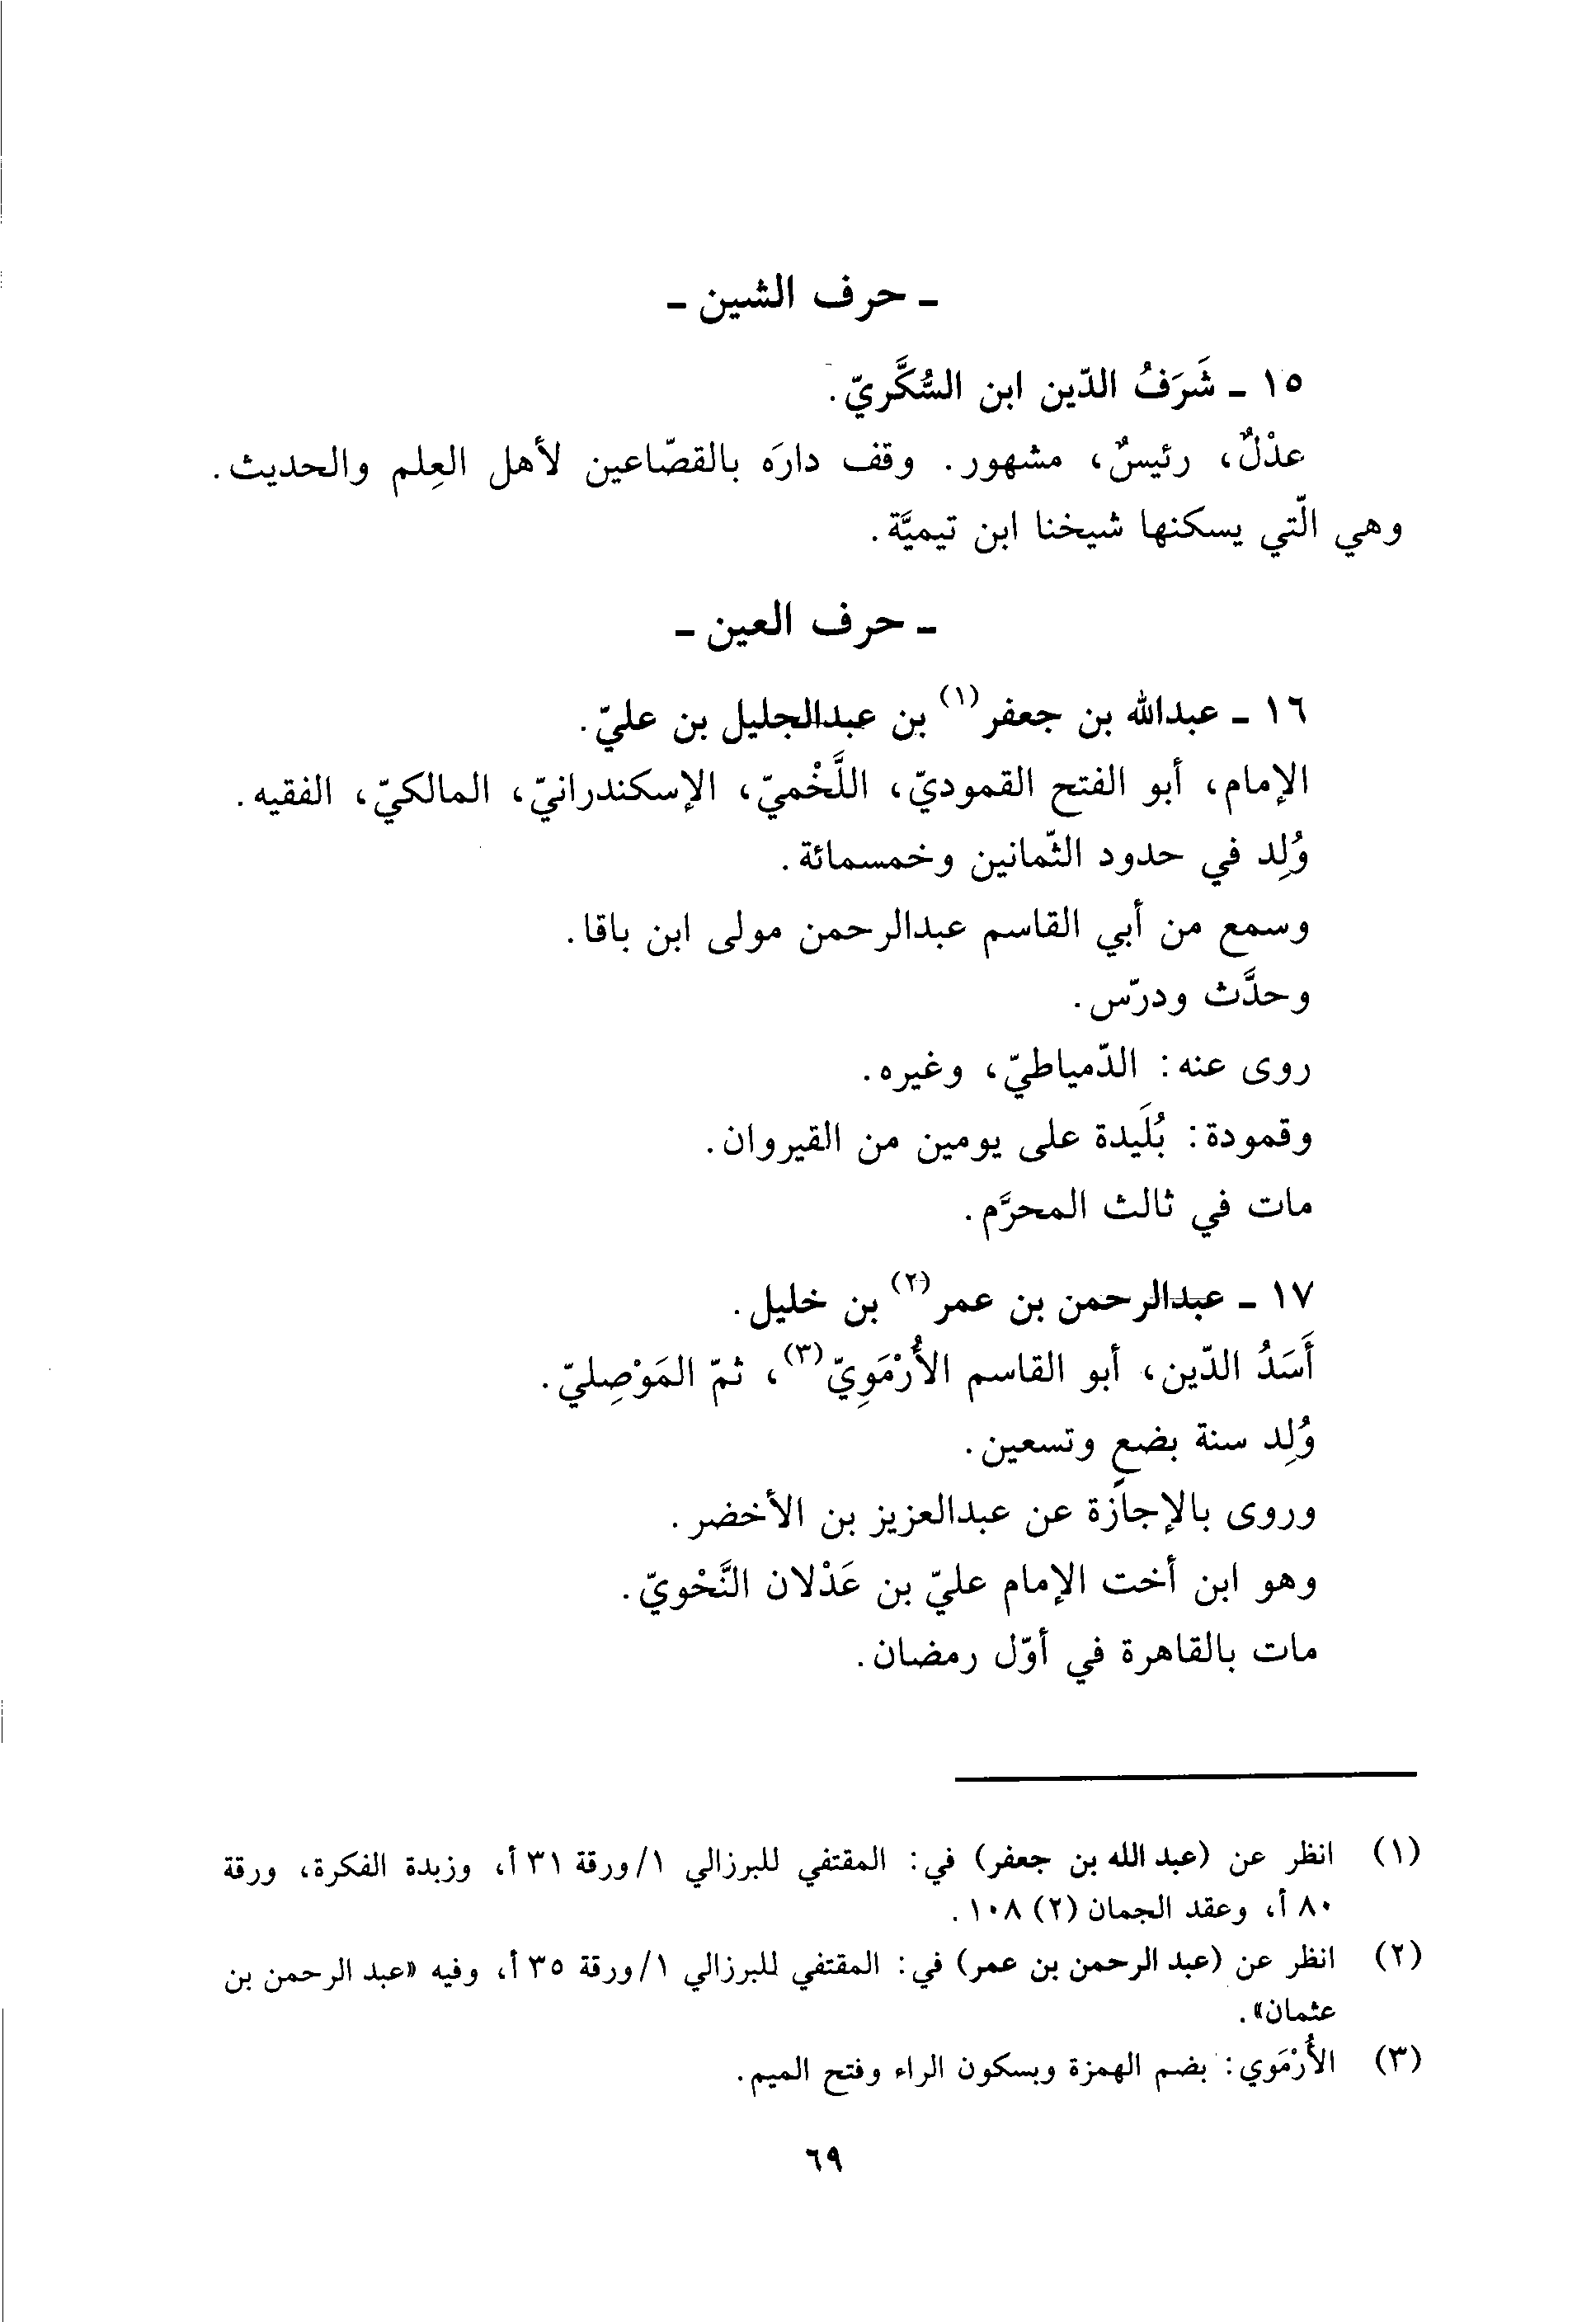 - حرف الشين -
١٥ - شَرَفُ الدّين ابن السُّكَّريّ.
عدْلٌ، رئيسٌ، مشهور. وقف دارَه بالقصّاعين لأهل العِلم والحديث.
وهي الّتي يسكنها شيخنا ابن تيميَّة.
- حرف العين -
١٦ - عبدالله بن جعفر(١) بن عبدالجليل بن عليّ.
الإمام، أبو الفتح القموديّ، اللَّخْميّ، الإسكندرانيّ، المالكيّ، الفقيه.
وُلِد في حدود الثّمانين وخمسمائة.
وسمع من أبي القاسم عبدالرحمن مولى ابن باقا.
وحدَّث ودرّس.
روى عنه: الدّمياطيّ، وغيره.
وقمودة: بُلَيدة على يومين من القيروان.
مات في ثالث المحرَّم.
١٧ - عبدالرحمن بن عمر(٢) بن خليل.
أَسَدُ الدّين، أبو القاسم الأُرْمَوِيّ(٣)، ثمّ المَوْصِليّ.
وُلِد سنة بضعٍ وتسعين.
وروى بالإجازة عن عبدالعزيز بن الأخضر.
وهو ابن أخت الإمام عليّ بن عَدْلان النَّحْويّ.
مات بالقاهرة في أوّل رمضان.
(١) انظر عن (عبد الله بن جعفر) في: المقتفي للبرزالي ١/ورقة ٣١ أ، وزبدة الفكرة، ورقة
٨٠ أ، وعقد الجمان (٢) ١٠٨.
(٢) انظر عن (عبد الرحمن بن عمر) في: المقتفي للبرزالي ١/ورقة ٣٥ أ، وفيه «عبد الرحمن بن
عثمان».
(٣) الأُرْمَوي: بضم الهمزة وبسكون الراء وفتح الميم.
٦٩